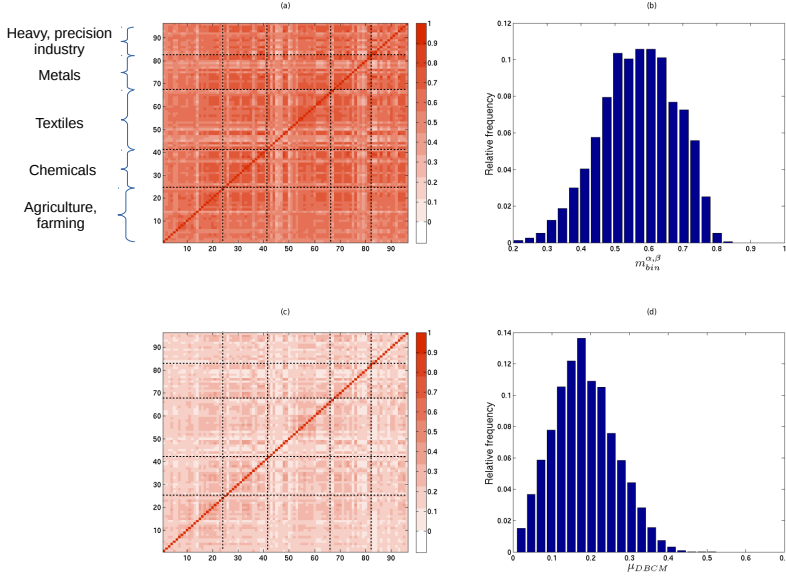 (a)
(b)
Heavy, precision
industry
Metals
Textiles
Chemicals
Agriculture,
farming
90
80
70
60
50
40
30
20
10
10 20 30 40 50 60 70 80 90
1
0.9
0.8
0.7
0.6
0.5
0.4
0.3
0.2
0.1
0
Relative frequency
0.12
0.1
0.08
0.06
0.04
0.02
0
0.2 0.3 0.4 0.5 0.6 0.7 0.8 0.9 1
m_{bin}^{α,β}
(c)
(d)
90
80
70
60
50
40
30
20
10
10 20 30 40 50 60 70 80 90
1
0.9
0.8
0.7
0.6
0.5
0.4
0.3
0.2
0.1
0
Relative frequency
0.14
0.12
0.1
0.08
0.06
0.04
0.02
0
0 0.1 0.2 0.3 0.4 0.5 0.6 0.7
μ_{DBCM}